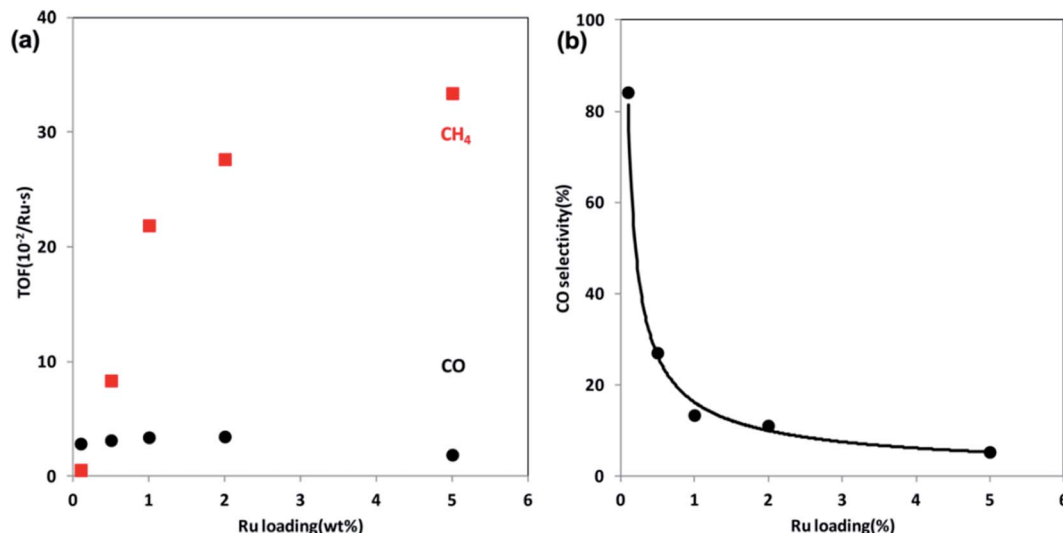 (a)
40
30
20
10
0
TOF(10⁻²/Ru·s)
CH₄
CO
0 1 2 3 4 5 6
Ru loading(wt%)
(b)
100
80
60
40
20
0
CO selectivity(%)
0 1 2 3 4 5 6
Ru loading(%)